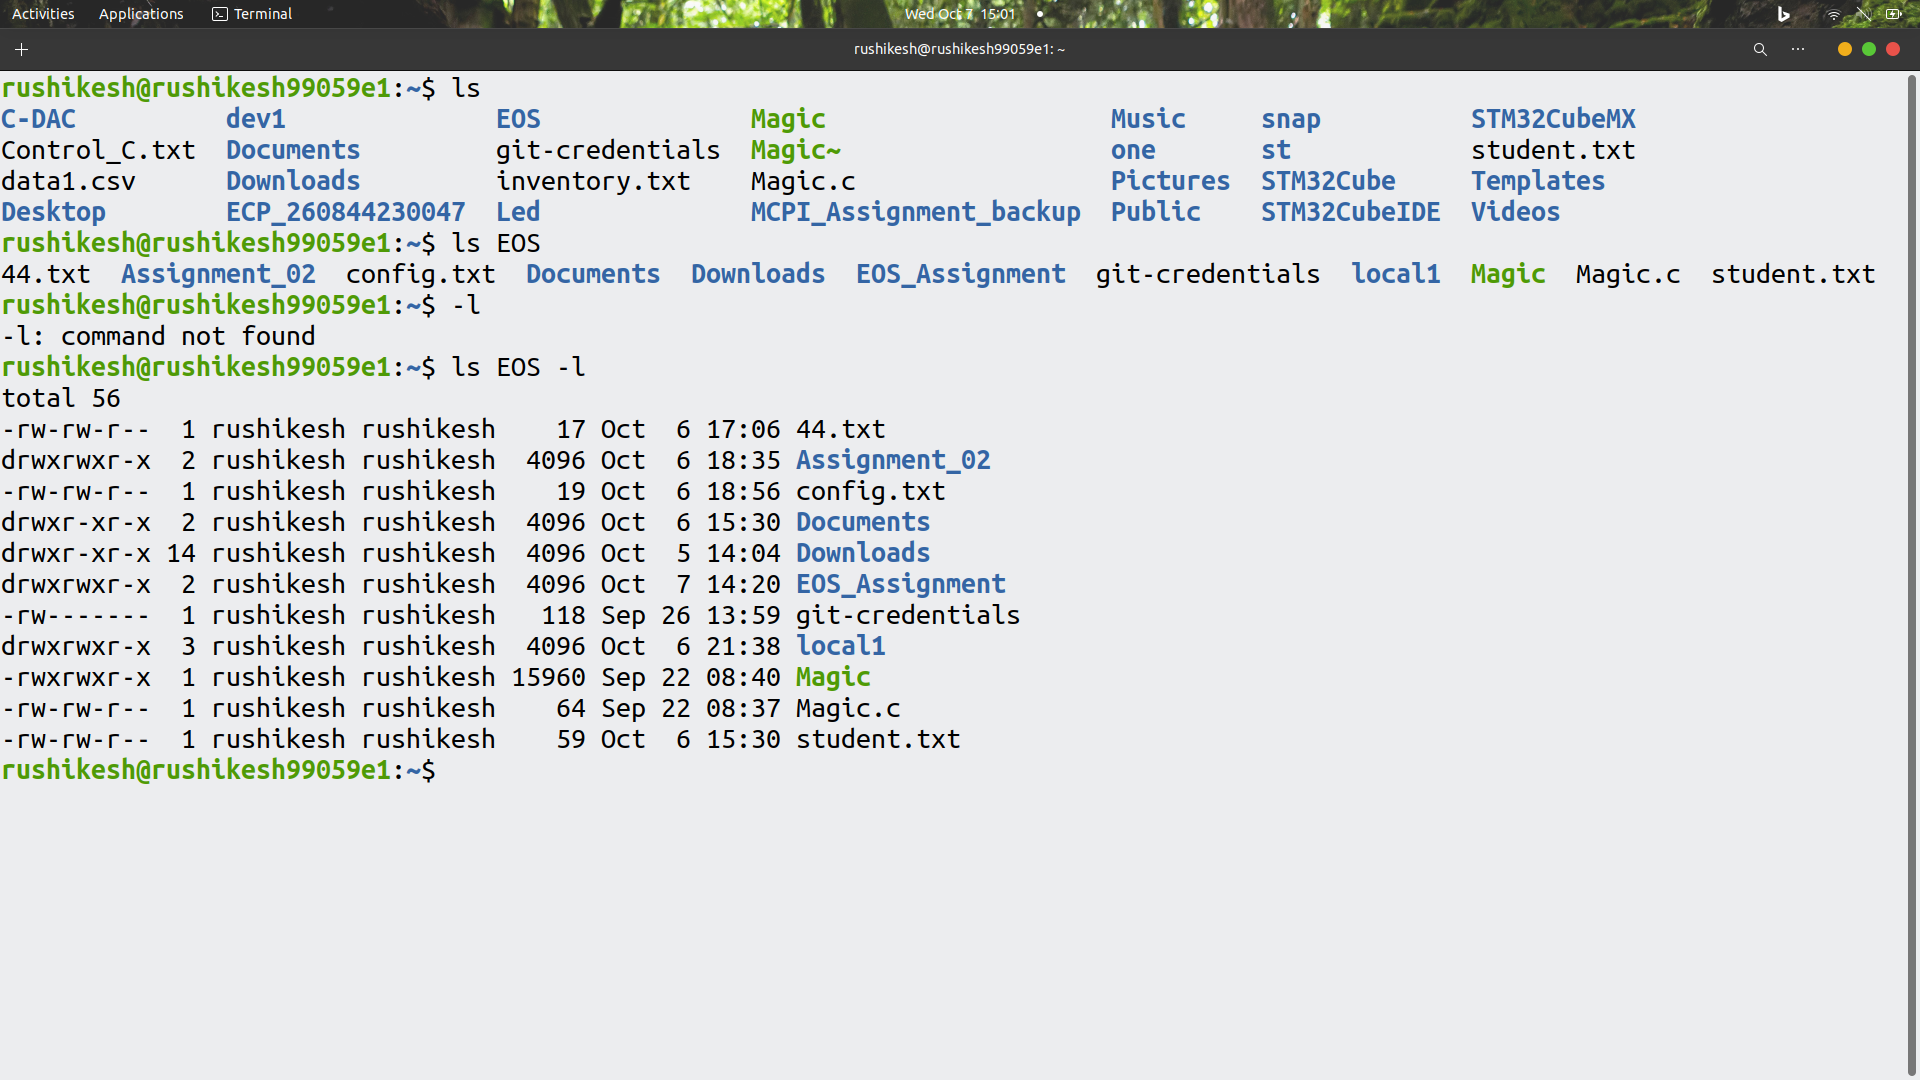 Activities Applications Terminal Wed Oct 7 15:01
rushikesh@rushikesh99059e1: ~
rushikesh@rushikesh99059e1:~$ ls
C-DAC dev1 EOS Magic Music snap STM32CubeMX
Control_C.txt Documents git-credentials Magic~ one st student.txt
data1.csv Downloads inventory.txt Magic.c Pictures STM32Cube Templates
Desktop ECP_260844230047 Led MCPI_Assignment_backup Public STM32CubeIDE Videos
rushikesh@rushikesh99059e1:~$ ls EOS
44.txt Assignment_02 config.txt Documents Downloads EOS_Assignment git-credentials local1 Magic Magic.c student.txt
rushikesh@rushikesh99059e1:~$ -l
-l: command not found
rushikesh@rushikesh99059e1:~$ ls EOS -l
total 56
-rw-rw-r-- 1 rushikesh rushikesh 17 Oct 6 17:06 44.txt
drwxrwxr-x 2 rushikesh rushikesh 4096 Oct 6 18:35 Assignment_02
-rw-rw-r-- 1 rushikesh rushikesh 19 Oct 6 18:56 config.txt
drwxr-xr-x 2 rushikesh rushikesh 4096 Oct 6 15:30 Documents
drwxr-xr-x 14 rushikesh rushikesh 4096 Oct 5 14:04 Downloads
drwxrwxr-x 2 rushikesh rushikesh 4096 Oct 7 14:20 EOS_Assignment
-rw------- 1 rushikesh rushikesh 118 Sep 26 13:59 git-credentials
drwxrwxr-x 3 rushikesh rushikesh 4096 Oct 6 21:38 local1
-rwxrwxr-x 1 rushikesh rushikesh 15960 Sep 22 08:40 Magic
-rw-rw-r-- 1 rushikesh rushikesh 64 Sep 22 08:37 Magic.c
-rw-rw-r-- 1 rushikesh rushikesh 59 Oct 6 15:30 student.txt
rushikesh@rushikesh99059e1:~$